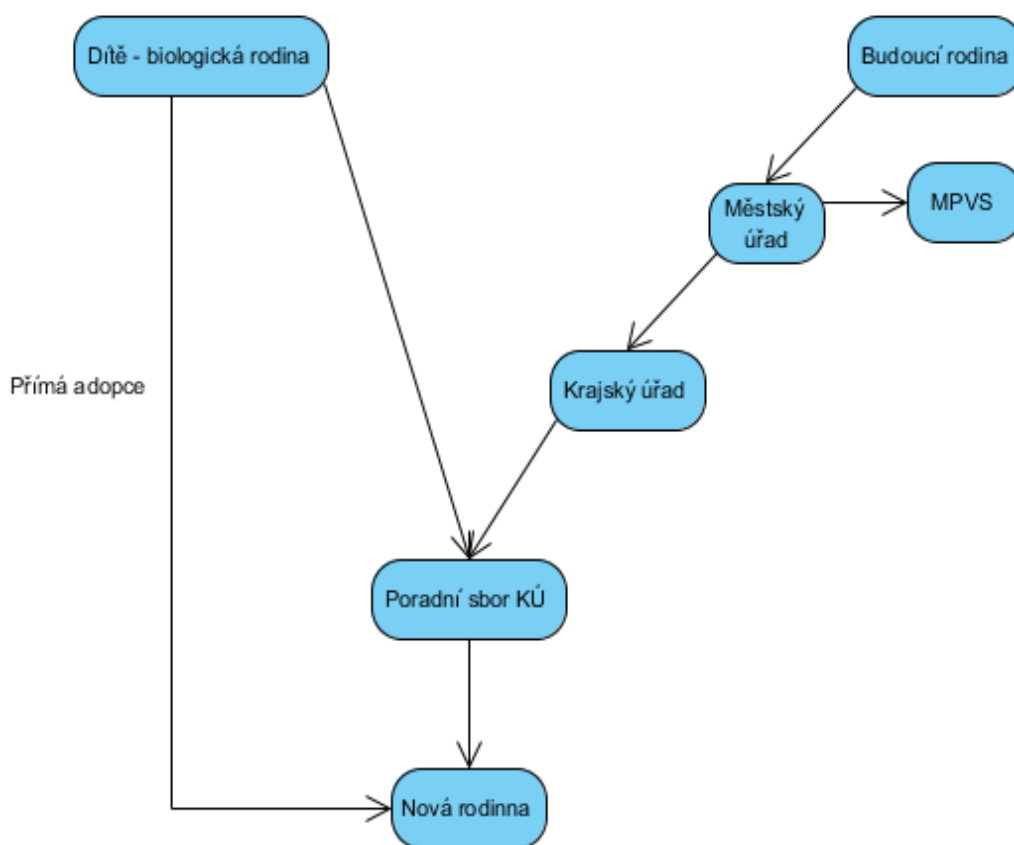 Dítě - biologická rodina
Budoucí rodina
Městský
úřad
MPVS
Krajský úřad
Přímá adopce
Poradní sbor KÚ
Nová rodinna